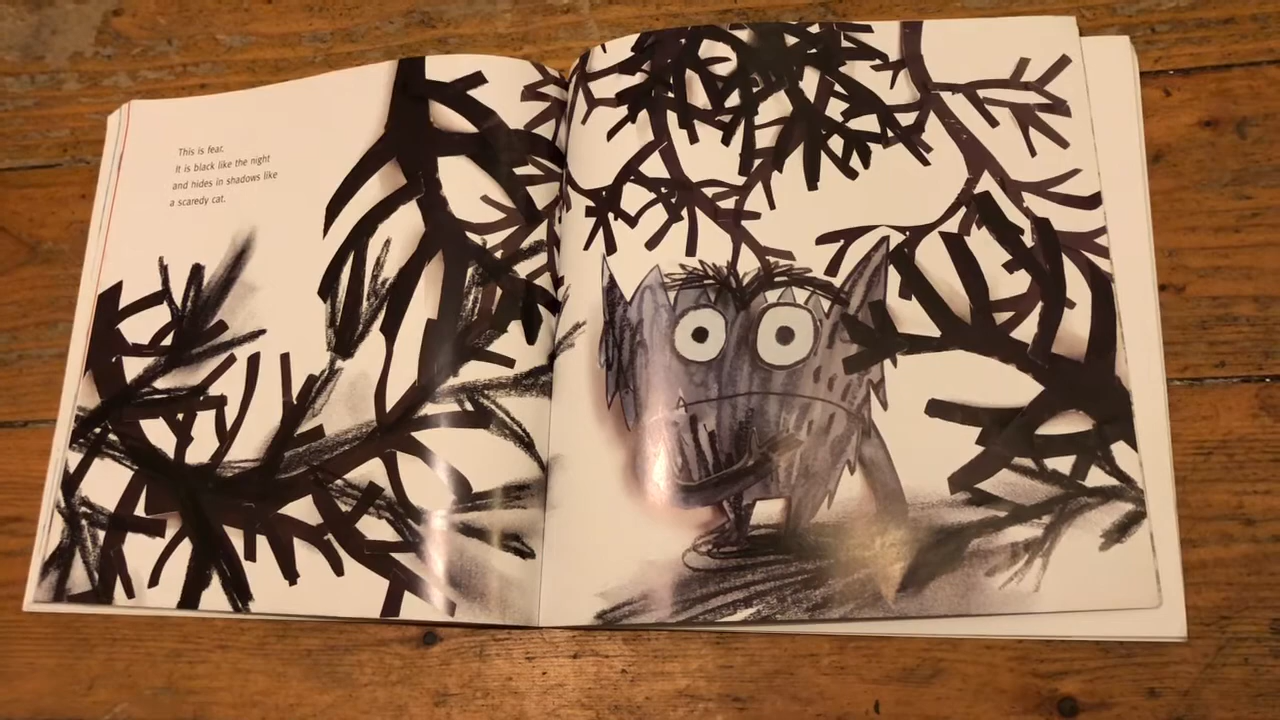 This is fear.
It is black like the night
and hides in shadows like
a scaredy cat.